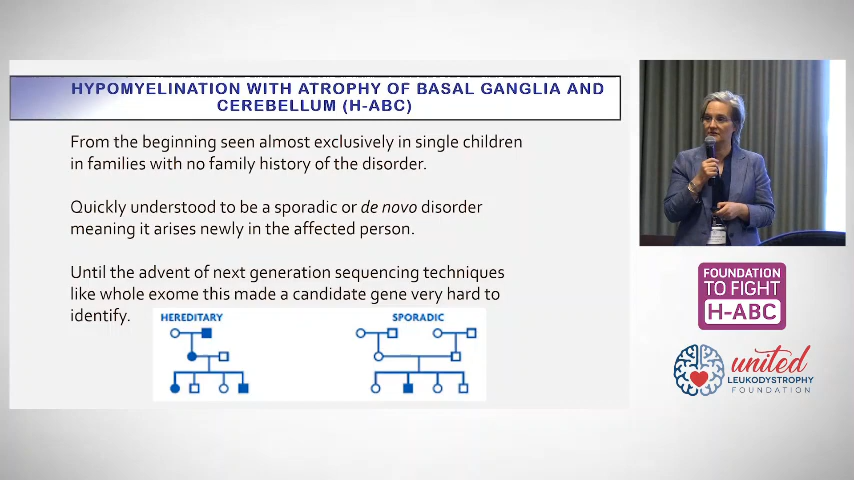 HYPOMYELINATION WITH ATROPHY OF BASAL GANGLIA AND
CEREBELLUM (H-ABC)
From the beginning seen almost exclusively in single children
in families with no family history of the disorder.
Quickly understood to be a sporadic or de novo disorder
meaning it arises newly in the affected person.
Until the advent of next generation sequencing techniques
like whole exome this made a candidate gene very hard to
identify.
HEREDITARY
SPORADIC
FOUNDATION
TO FIGHT
H-ABC
united
LEUKODYSTROPHY
FOUNDATION